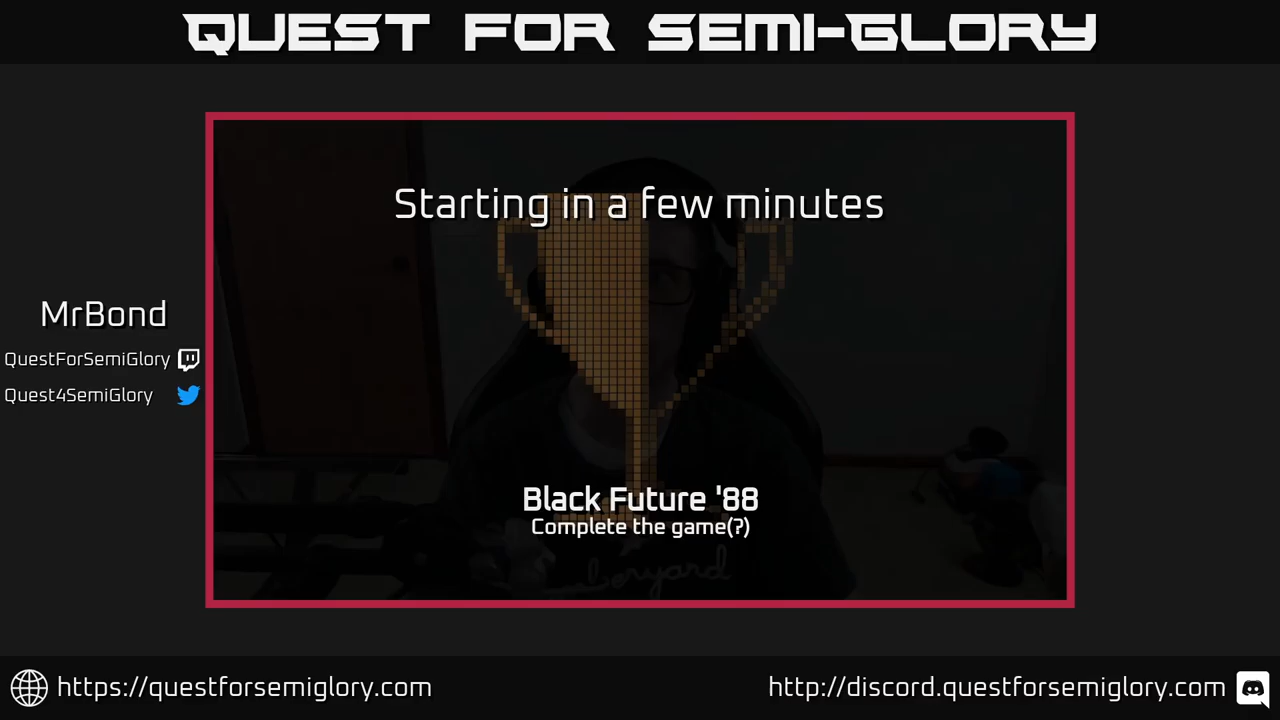 QUEST FOR SEMI-GLORY
Starting in a few minutes
MrBond
QuestForSemiGlory
Quest4SemiGlory
Black Future '88
Complete the game(?)
https://questforsemiglory.com
http://discord.questforsemiglory.com